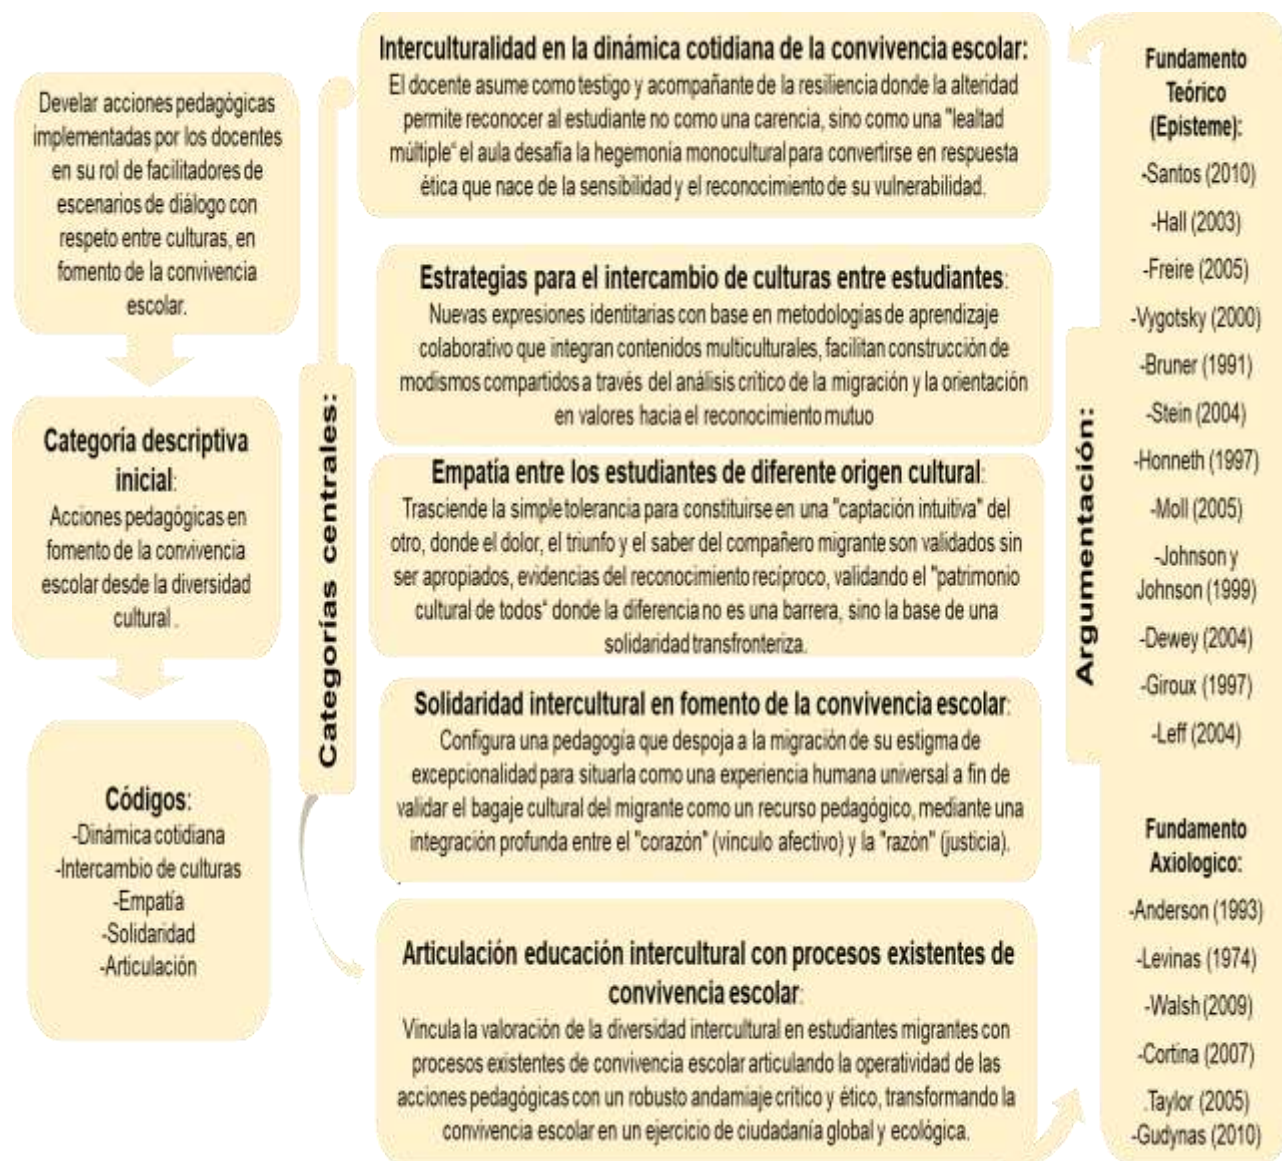 Develar acciones pedagógicas
implementadas por los docentes
en su rol de facilitadores de
escenarios de diálogo con
respeto entre culturas, en
fomento de la convivencia
escolar.
Categoría descriptiva
inicial:
Acciones pedagógicas en
fomento de la convivencia
escolar desde la diversidad
cultural .
Códigos:
-Dinámica cotidiana
-Intercambio de culturas
-Empatía
-Solidaridad
-Articulación
Categorías centrales:
Interculturalidad en la dinámica cotidiana de la convivencia escolar:
El docente asume como testigo y acompañante de la resiliencia donde la alteridad
permite reconocer al estudiante no como una carencia, sino como una "lealtad
múltiple" el aula desafía la hegemonía monocultural para convertirse en respuesta
ética que nace de la sensibilidad y el reconocimiento de su vulnerabilidad.
Estrategias para el intercambio de culturas entre estudiantes:
Nuevas expresiones identitarias con base en metodologías de aprendizaje
colaborativo que integran contenidos multiculturales, facilitan construcción de
modismos compartidos a través del análisis crítico de la migración y la orientación
en valores hacia el reconocimiento mutuo
Empatía entre los estudiantes de diferente origen cultural:
Trasciende la simple tolerancia para constituirse en una "captación intuitiva" del
otro, donde el dolor, el triunfo y el saber del compañero migrante son validados sin
ser apropiados, evidencias del reconocimiento recíproco, validando el "patrimonio
cultural de todos" donde la diferencia no es una barrera, sino la base de una
solidaridad transfronteriza.
Solidaridad intercultural en fomento de la convivencia escolar:
Configura una pedagogía que despoja a la migración de su estigma de
excepcionalidad para situarla como una experiencia humana universal a fin de
validar el bagaje cultural del migrante como un recurso pedagógico, mediante una
integración profunda entre el "corazón" (vínculo afectivo) y la "razón" (justicia).
Articulación educación intercultural con procesos existentes de
convivencia escolar:
Vincula la valoración de la diversidad intercultural en estudiantes migrantes con
procesos existentes de convivencia escolar articulando la operatividad de las
acciones pedagógicas con un robusto andamiaje crítico y ético, transformando la
convivencia escolar en un ejercicio de ciudadanía global y ecológica.
Argumentación:
Fundamento
Teórico
(Episteme):
-Santos (2010)
-Hall (2003)
-Freire (2005)
-Vygotsky (2000)
-Bruner (1991)
-Stein (2004)
-Honneth (1997)
-Moll (2005)
-Johnson y
Johnson (1999)
-Dewey (2004)
-Giroux (1997)
-Leff (2004)
Fundamento
Axiologico:
-Anderson (1993)
-Levinas (1974)
-Walsh (2009)
-Cortina (2007)
.Taylor (2005)
-Gudynas (2010)